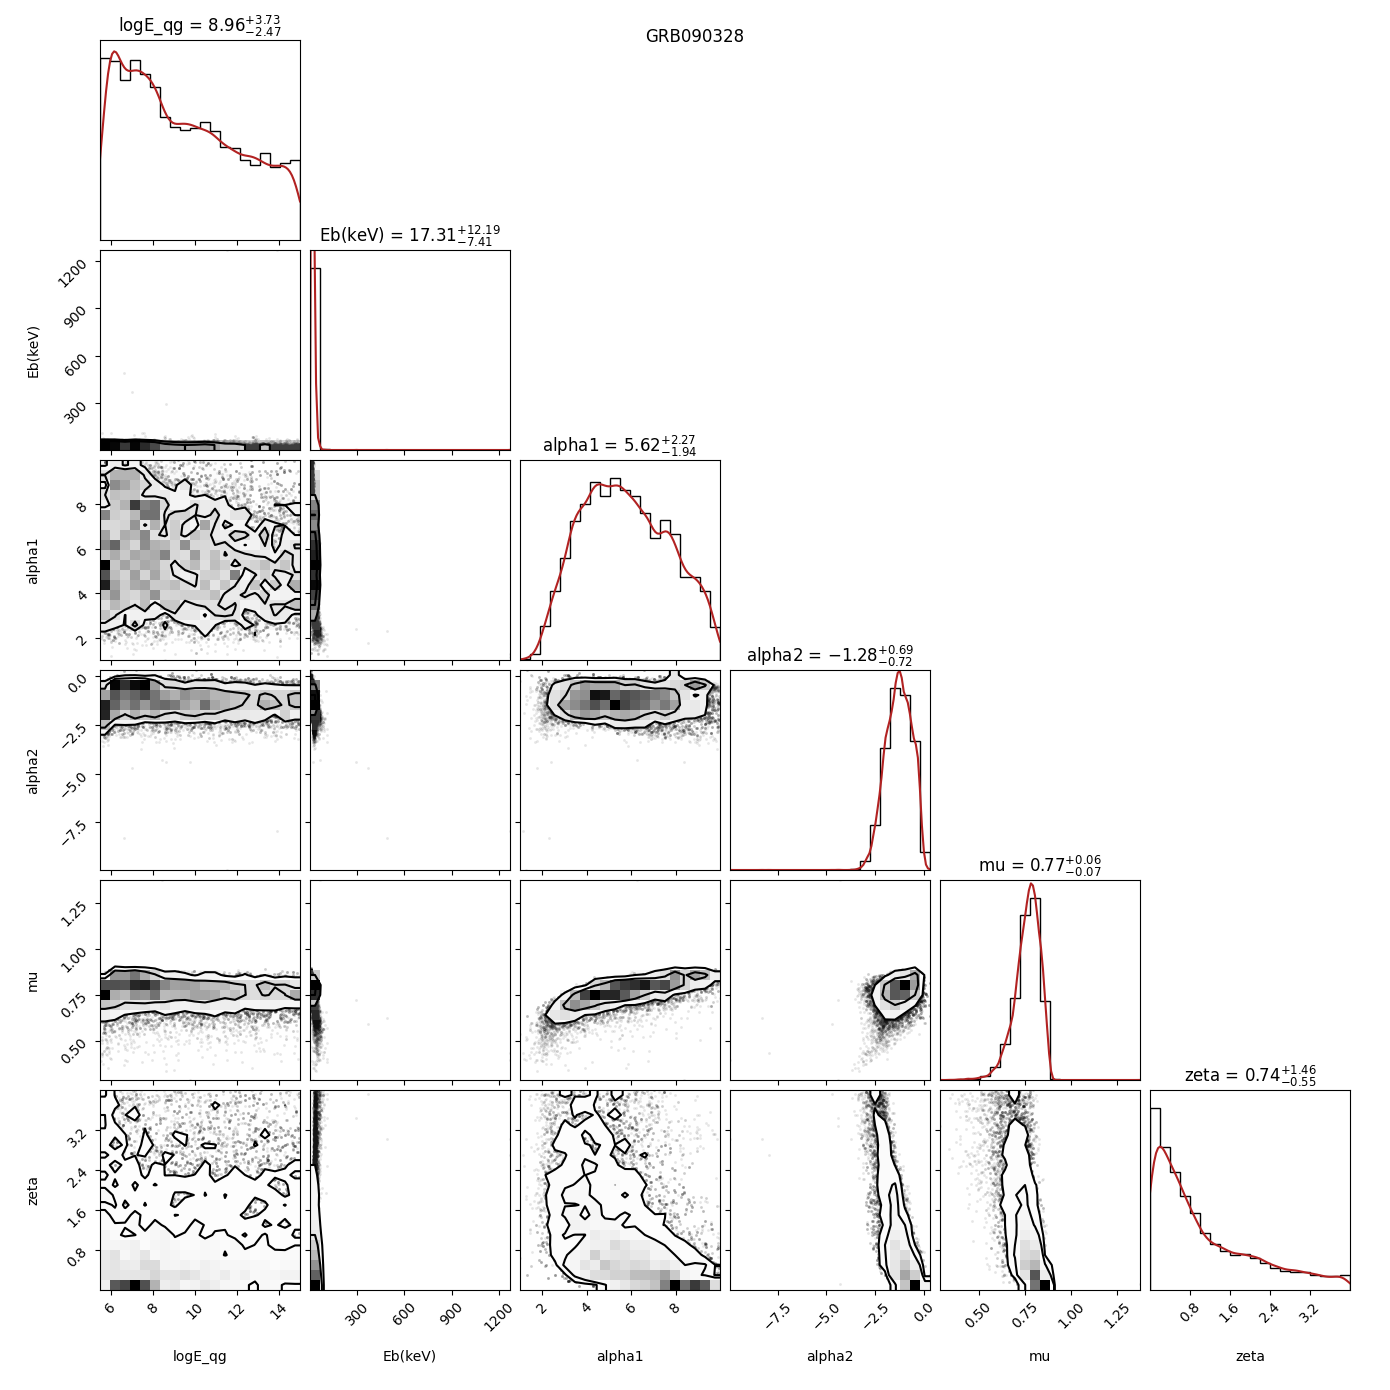 GRB090328
logE_qg = 8.96+3.73−2.47
Eb(keV) = 17.31+12.19−7.41
1200
900
600
300
Eb(keV)
alpha1 = 5.62+2.27−1.94
8
6
4
2
alpha1
alpha2 = −1.28+0.69−0.72
0.0
−2.5
−5.0
−7.5
alpha2
mu = 0.77+0.06−0.07
1.25
1.00
0.75
0.50
mu
zeta = 0.74+1.46−0.55
3.2
2.4
1.6
0.8
zeta
6 8 10 12 14 300 600 900 1200 2 4 6 8 −7.5 −5.0 −2.5 0.0 0.50 0.75 1.00 1.25 0.8 1.6 2.4 3.2
logE_qg Eb(keV) alpha1 alpha2 mu zeta